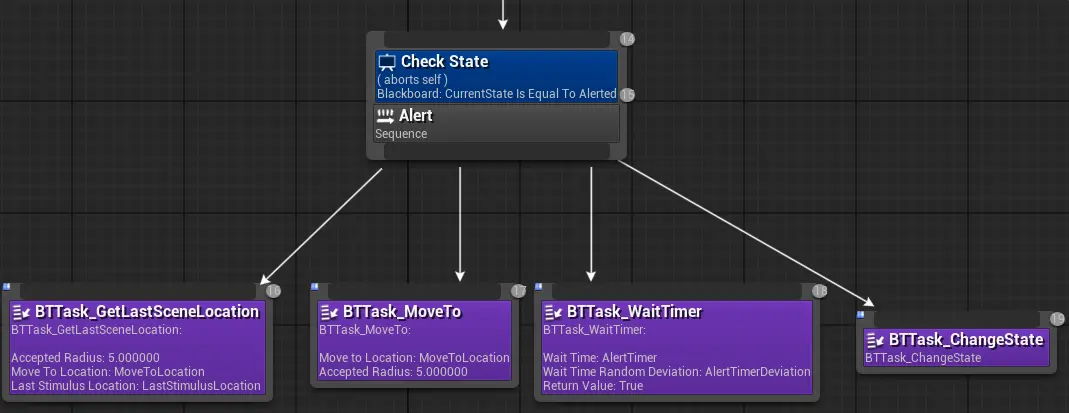 14
Check State
( aborts self )
Blackboard: CurrentState Is Equal To Alerted
15
Alert
Sequence
16
BTTask_GetLastSceneLocation
BTTask_GetLastSceneLocation:
Accepted Radius: 5.000000
Move To Location: MoveToLocation
Last Stimulus Location: LastStimulusLocation
17
BTTask_MoveTo
BTTask_MoveTo:
Move to Location: MoveToLocation
Accepted Radius: 5.000000
18
BTTask_WaitTimer
BTTask_WaitTimer:
Wait Time: AlertTimer
Wait Time Random Deviation: AlertTimerDeviation
Return Value: True
19
BTTask_ChangeState
BTTask_ChangeState